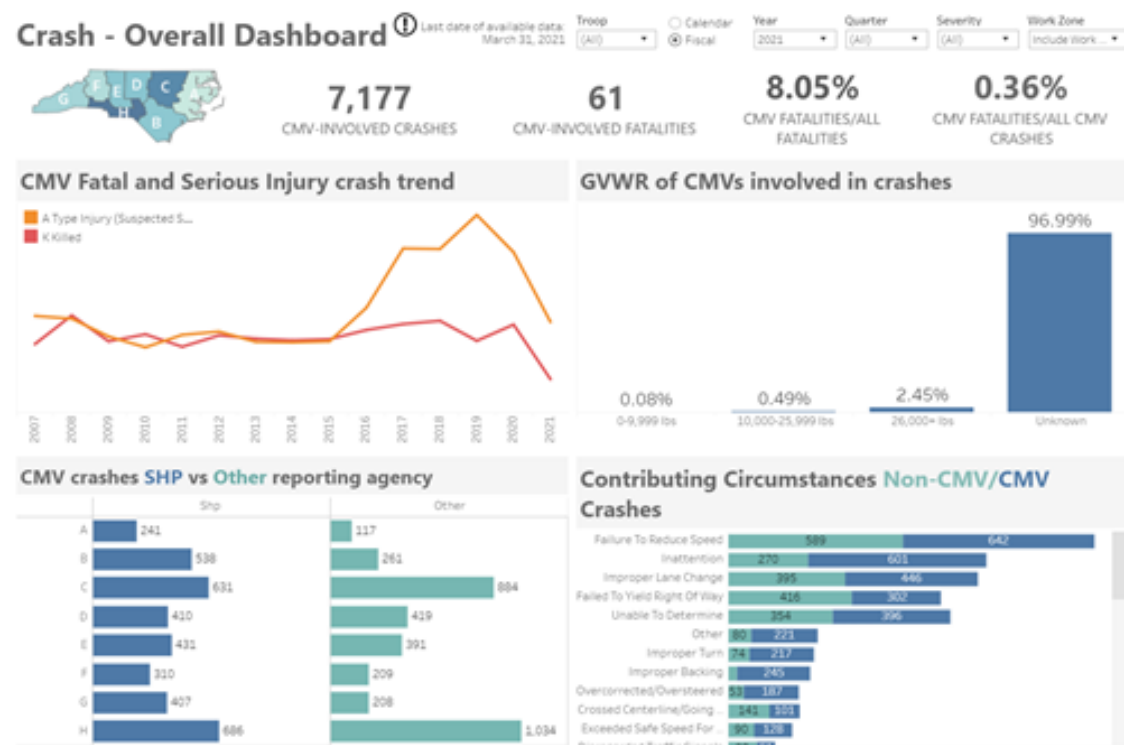 Crash - Overall Dashboard
Last date of available data:
March 31, 2021
Troop
(All)
Calendar
Fiscal
Year
2021
Quarter
(All)
Severity
(All)
Work Zone
Include Work ...
G
F
E
D
C
A
H
B
7,177
CMV-INVOLVED CRASHES
61
CMV-INVOLVED FATALITIES
8.05%
CMV FATALITIES/ALL
FATALITIES
0.36%
CMV FATALITIES/ALL CMV
CRASHES
CMV Fatal and Serious Injury crash trend
A Type Injury (Suspected S...
K Killed
2007 2008 2009 2010 2011 2012 2013 2014 2015 2016 2017 2018 2019 2020 2021
GVWR of CMVs involved in crashes
0.08% 0.49% 2.45% 96.99%
0-9,999 lbs 10,000-25,999 lbs 26,000+ lbs Unknown
CMV crashes SHP vs Other reporting agency
Shp Other
A 241 117
B 538 261
C 631 884
D 410 419
E 431 391
F 310 209
G 407 208
H 686 1,034
Contributing Circumstances Non-CMV/CMV
Crashes
Failure To Reduce Speed 589 642
Inattention 270 601
Improper Lane Change 395 446
Failed To Yield Right Of Way 416 302
Unable To Determine 354 396
Other 80 221
Improper Turn 74 217
Improper Backing 245
Overcorrected/Oversteered 53 187
Crossed Centerline/Going ... 141 101
Exceeded Safe Speed For ... 90 128